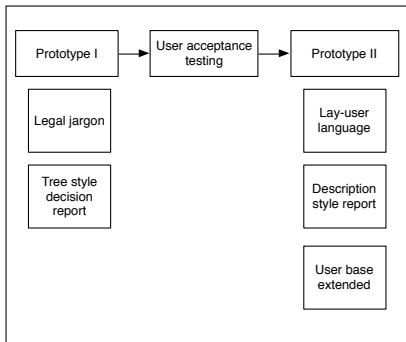 Prototype I
User acceptance
testing
Prototype II
Legal jargon
Lay-user
language
Tree style
decision
report
Description
style report
User base
extended